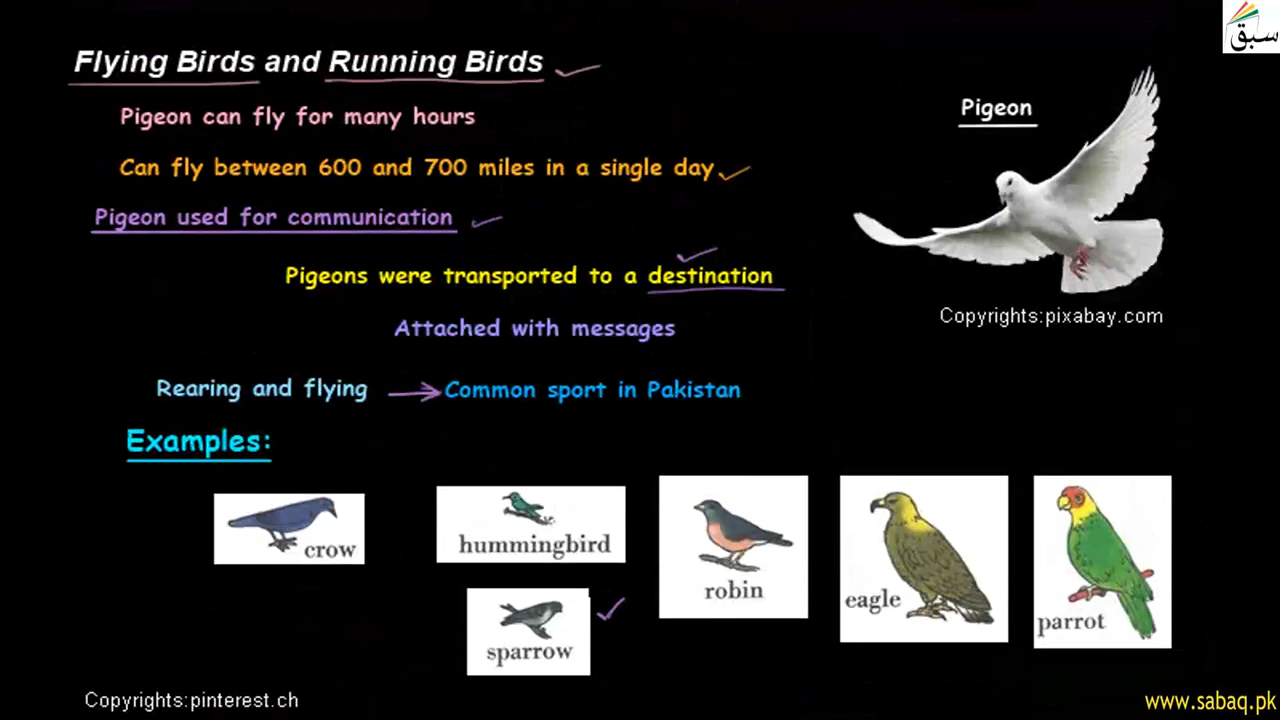 سبق
Flying Birds and Running Birds
Pigeon can fly for many hours
Pigeon
Can fly between 600 and 700 miles in a single day
Pigeon used for communication
Pigeons were transported to a destination
Copyrights:pixabay.com
Attached with messages
Rearing and flying
Common sport in Pakistan
Examples:
crow
hummingbird
robin
eagle
parrot
sparrow
Copyrights:pinterest.ch
www.sabaq.pk